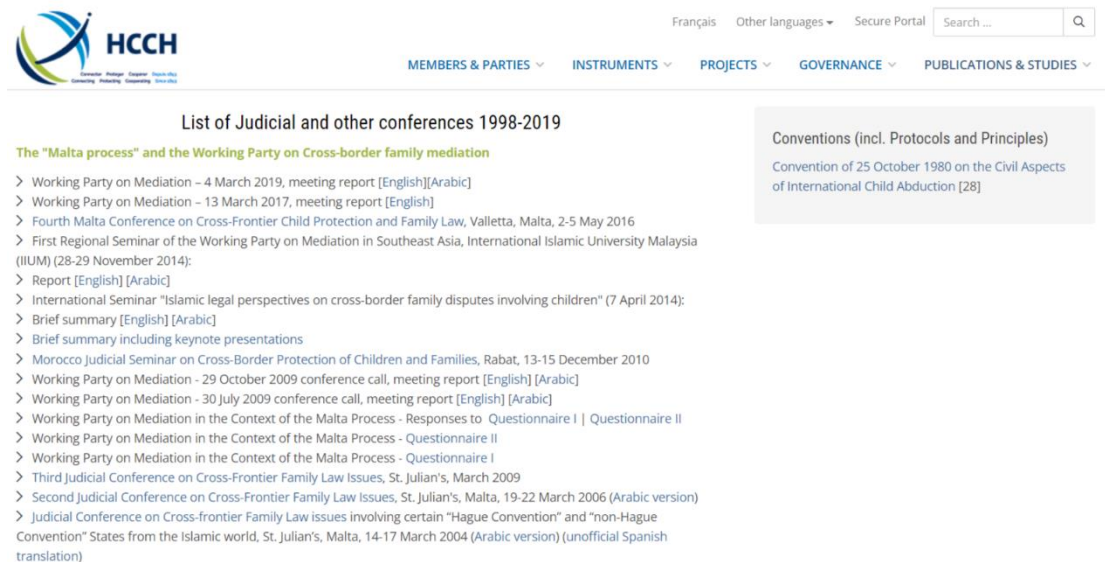 Français Other languages Secure Portal Search ...
HCCH
Connecter Protéger Coopérer Depuis 1893
Connecting Protecting Cooperating Since 1893
MEMBERS & PARTIES INSTRUMENTS PROJECTS GOVERNANCE PUBLICATIONS & STUDIES
List of Judicial and other conferences 1998-2019
The "Malta process" and the Working Party on Cross-border family mediation
> Working Party on Mediation – 4 March 2019, meeting report [English][Arabic]
> Working Party on Mediation – 13 March 2017, meeting report [English]
> Fourth Malta Conference on Cross-Frontier Child Protection and Family Law, Valletta, Malta, 2-5 May 2016
> First Regional Seminar of the Working Party on Mediation in Southeast Asia, International Islamic University Malaysia
(IIUM) (28-29 November 2014):
> Report [English] [Arabic]
> International Seminar "Islamic legal perspectives on cross-border family disputes involving children" (7 April 2014):
> Brief summary [English] [Arabic]
> Brief summary including keynote presentations
> Morocco Judicial Seminar on Cross-Border Protection of Children and Families, Rabat, 13-15 December 2010
> Working Party on Mediation - 29 October 2009 conference call, meeting report [English] [Arabic]
> Working Party on Mediation - 30 July 2009 conference call, meeting report [English] [Arabic]
> Working Party on Mediation in the Context of the Malta Process - Responses to Questionnaire I | Questionnaire II
> Working Party on Mediation in the Context of the Malta Process - Questionnaire II
> Working Party on Mediation in the Context of the Malta Process - Questionnaire I
> Third Judicial Conference on Cross-Frontier Family Law Issues, St. Julian's, March 2009
> Second Judicial Conference on Cross-Frontier Family Law Issues, St. Julian's, Malta, 19-22 March 2006 (Arabic version)
> Judicial Conference on Cross-frontier Family Law issues involving certain “Hague Convention” and “non-Hague
Convention” States from the Islamic world, St. Julian’s, Malta, 14-17 March 2004 (Arabic version) (unofficial Spanish
translation)
Conventions (incl. Protocols and Principles)
Convention of 25 October 1980 on the Civil Aspects
of International Child Abduction [28]